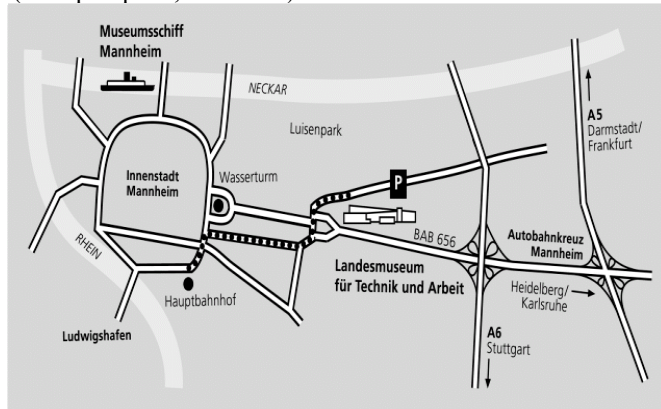 Museumsschiff
Mannheim
NECKAR
Luisenpark
A5
Darmstadt/
Frankfurt
P
Innenstadt
Mannheim
Wasserturm
RHEIN
BAB 656
Autobahnkreuz
Mannheim
Landesmuseum
für Technik und Arbeit
Heidelberg/
Karlsruhe
Hauptbahnhof
Ludwigshafen
A6
Stuttgart